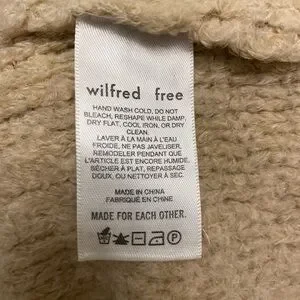 wilfred free
HAND WASH COLD, DO NOT
BLEACH, RESHAPE WHILE DAMP,
DRY FLAT, COOL IRON, OR DRY
CLEAN.
LAVER À LA MAIN À L'EAU
FROIDE, NE PAS JAVELISER,
REMODELER PENDANT QUE
L'ARTICLE EST ENCORE HUMIDE,
SÉCHER À PLAT, REPASSAGE
DOUX, OU NETTOYAGE À SEC.
MADE IN CHINA
FABRIQUÉ EN CHINE
MADE FOR EACH OTHER.